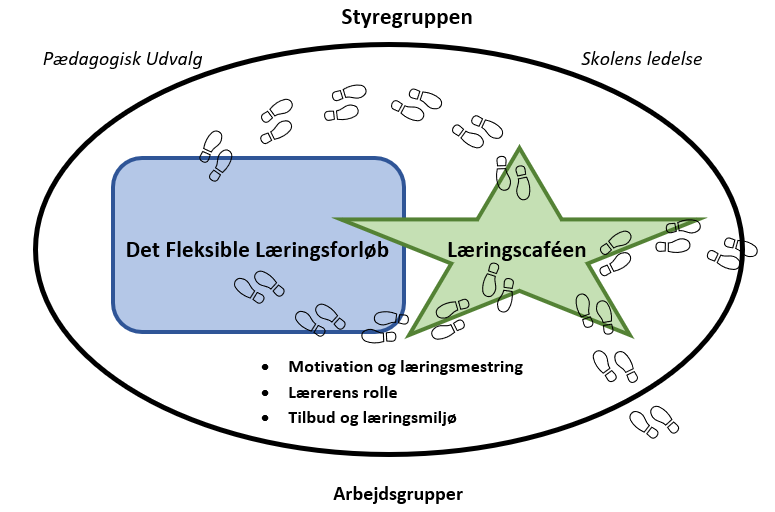 Styregruppen
Pædagogisk Udvalg
Skolens ledelse
Det Fleksible Læringsforløb
Læringscaféen
• Motivation og læringsmestring
• Lærerens rolle
• Tilbud og læringsmiljø
Arbejdsgrupper